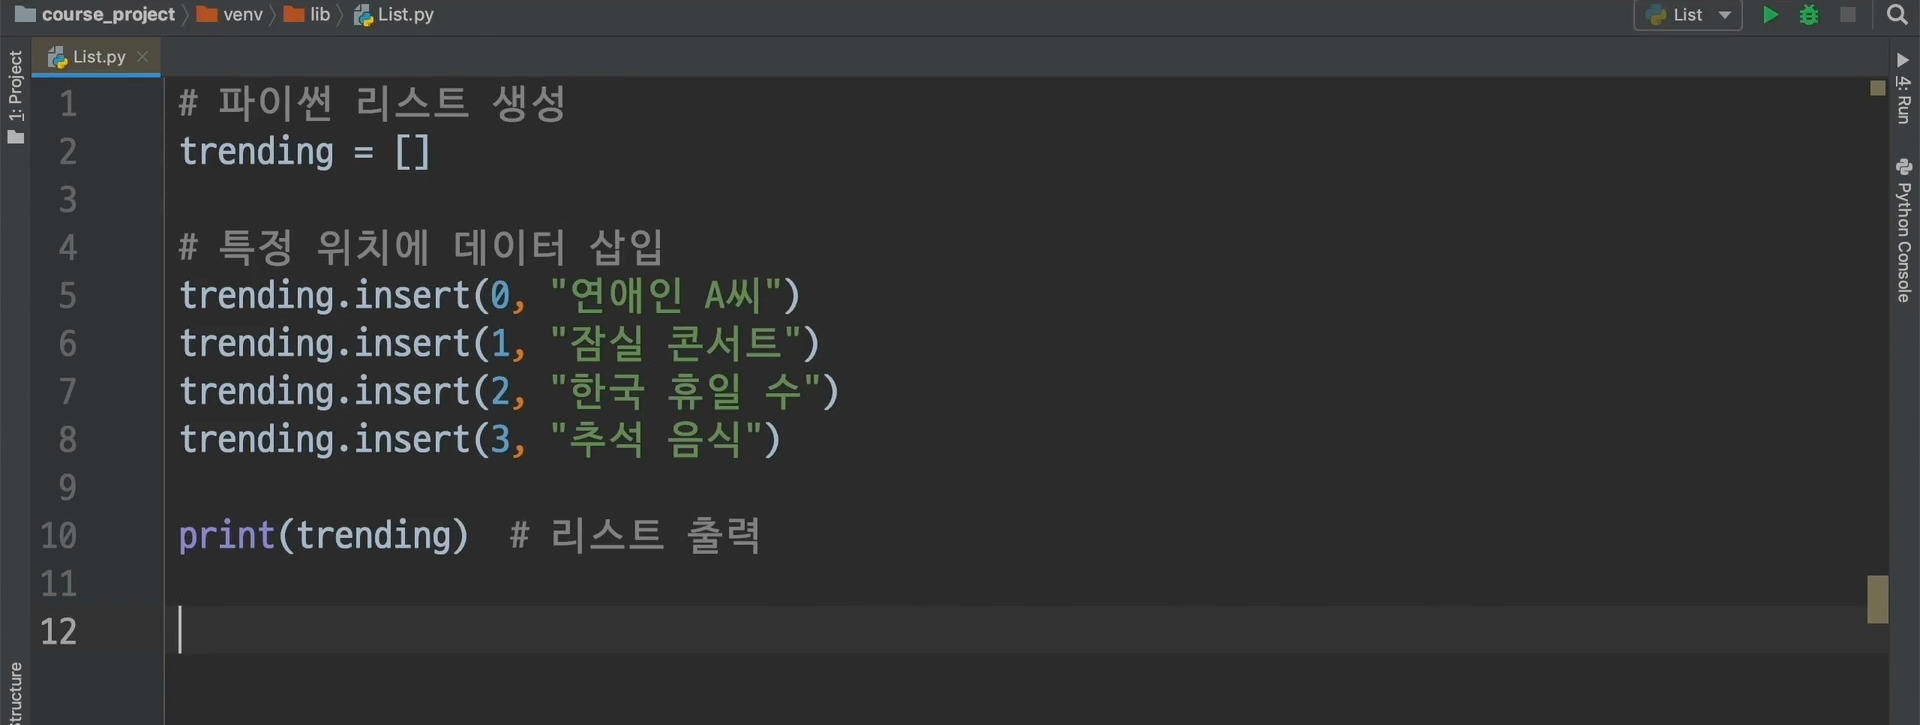 course_project venv lib List.py List
List.py
1: Project
Structure
4: Run
Python Console
1 # 파이썬 리스트 생성
2 trending = []
3
4 # 특정 위치에 데이터 삽입
5 trending.insert(0, "연애인 A씨")
6 trending.insert(1, "잠실 콘서트")
7 trending.insert(2, "한국 휴일 수")
8 trending.insert(3, "추석 음식")
9
10 print(trending)  # 리스트 출력
11
12